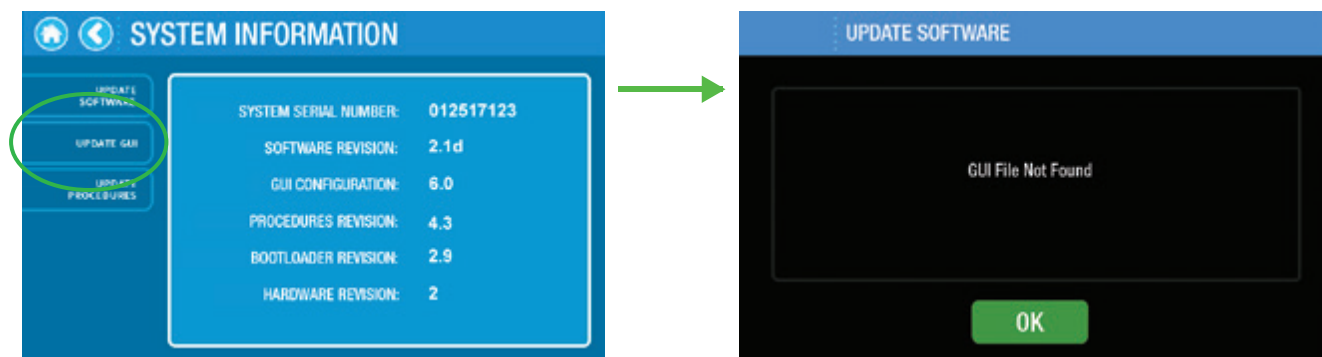 SYSTEM INFORMATION
UPDATE
SOFTWARE
UPDATE GUI
UPDATE
PROCEDURES
SYSTEM SERIAL NUMBER: 012517123
SOFTWARE REVISION: 2.1d
GUI CONFIGURATION: 6.0
PROCEDURES REVISION: 4.3
BOOTLOADER REVISION: 2.9
HARDWARE REVISION: 2
UPDATE SOFTWARE
GUI File Not Found
OK